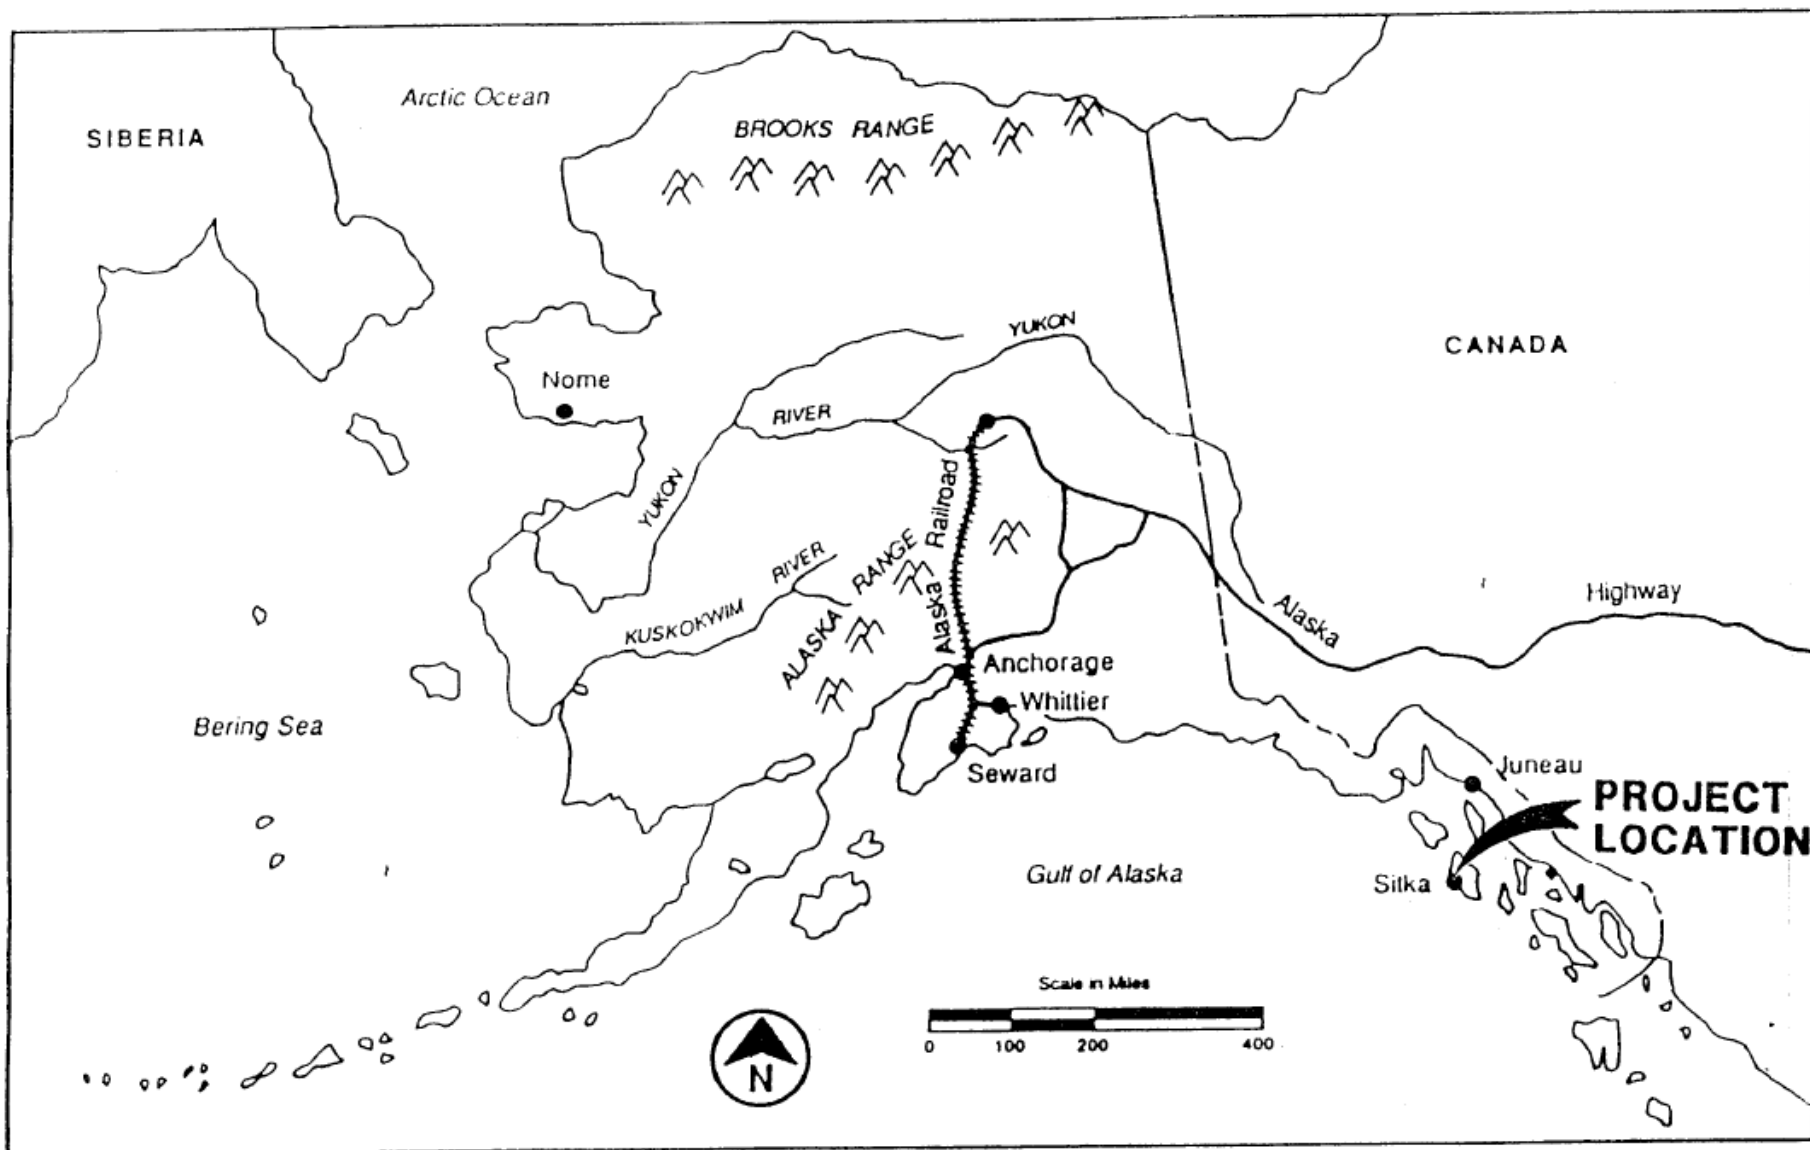 Arctic Ocean
SIBERIA
BROOKS RANGE
YUKON
CANADA
Nome
RIVER
YUKON
Alaska Railroad
RIVER
KUSKOKWIM
ALASKA RANGE
Alaska
Highway
Anchorage
Whittier
Bering Sea
Seward
Juneau
PROJECT
LOCATION
Gulf of Alaska
Sitka
Scale in Miles
0 100 200 400
N